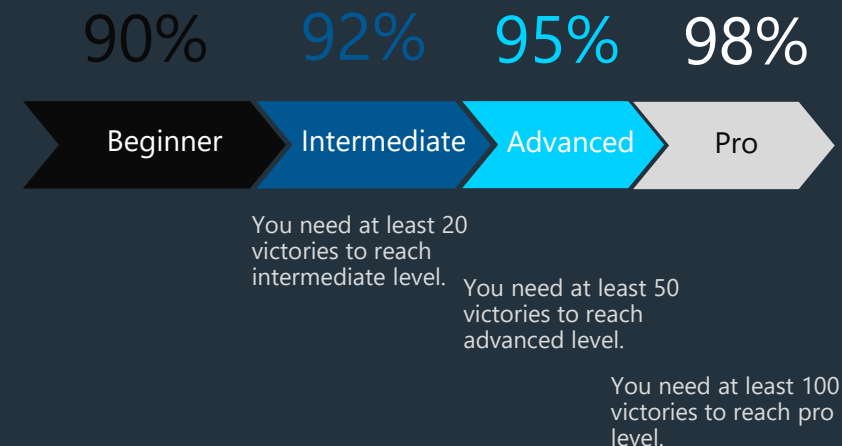 90% 92% 95% 98%
Beginner Intermediate Advanced Pro
You need at least 20
victories to reach
intermediate level.
You need at least 50
victories to reach
advanced level.
You need at least 100
victories to reach pro
level.